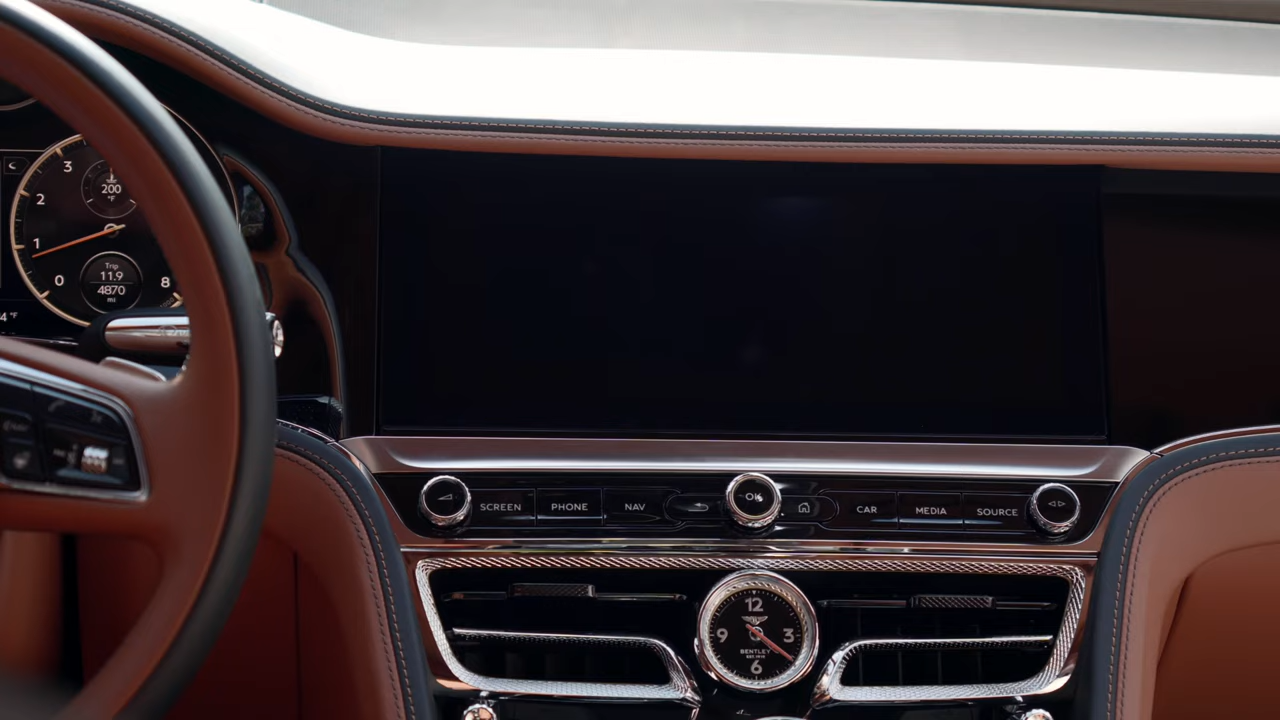 3
2
1
0
8
200
°F
Trip
11.9
4870
mi
4 °F
SCREEN
PHONE
NAV
OK
CAR
MEDIA
SOURCE
12
9
3
6
BENTLEY